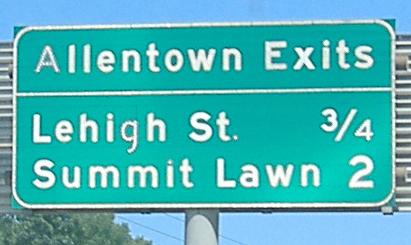 Allentown Exits
Lehigh St. 3/4
Summit Lawn 2